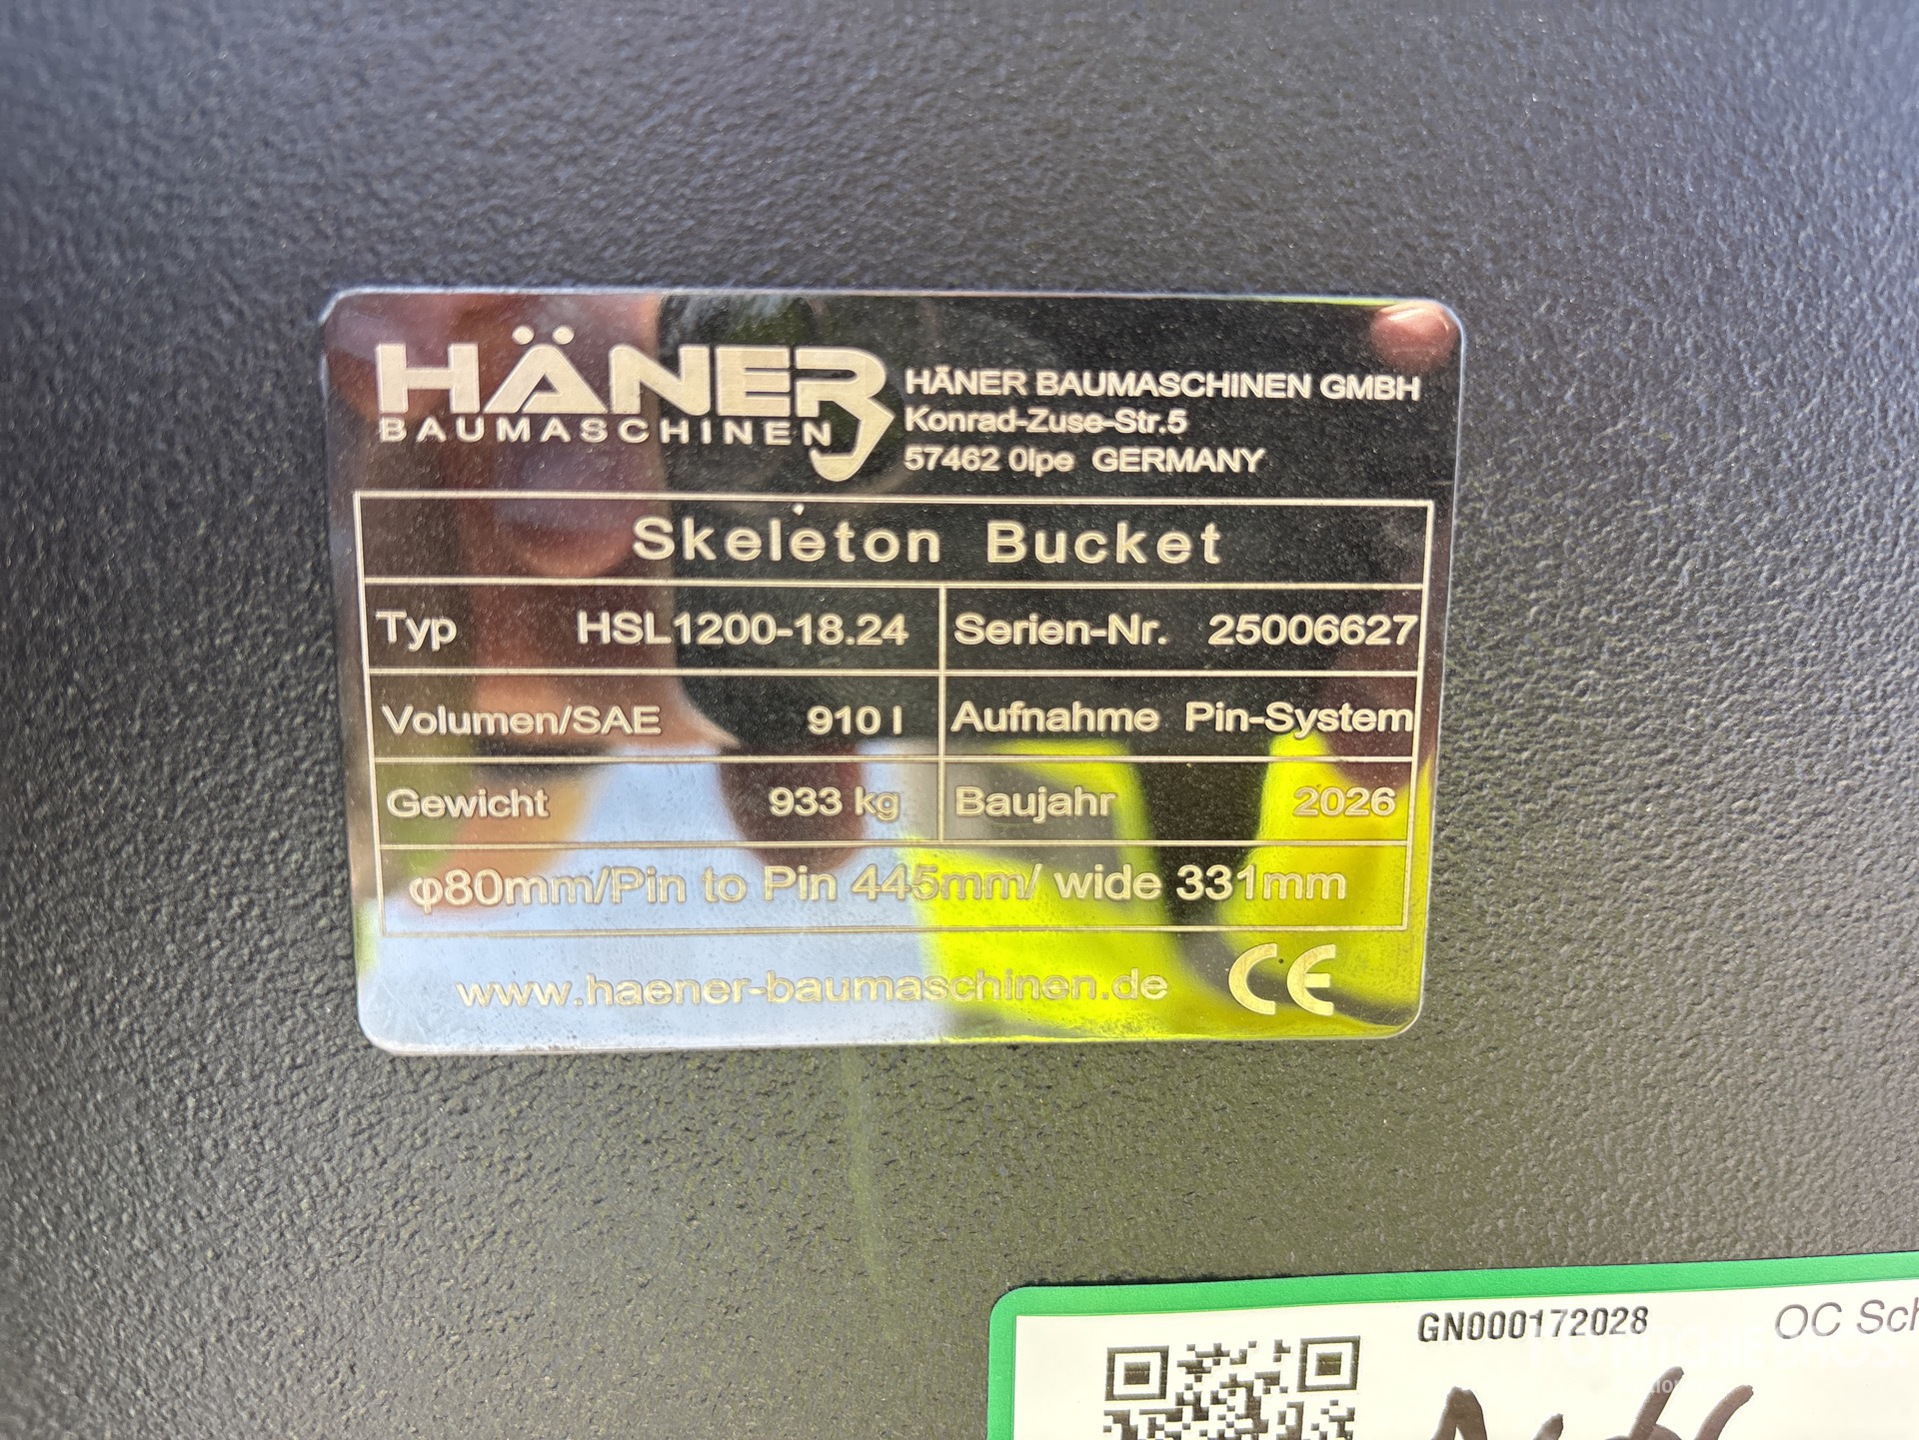 HÄNER
BAUMASCHINEN
HÄNER BAUMASCHINEN GMBH
Konrad-Zuse-Str.5
57462 Olpe GERMANY
Skeleton Bucket
Typ HSL1200-18.24 Serien-Nr. 25006627
Volumen/SAE 910 l Aufnahme Pin-System
Gewicht 933 kg Baujahr 2026
φ80mm/Pin to Pin 445mm/ wide 331mm
www.haener-baumaschinen.de
CE
GN000172028
OC Sch